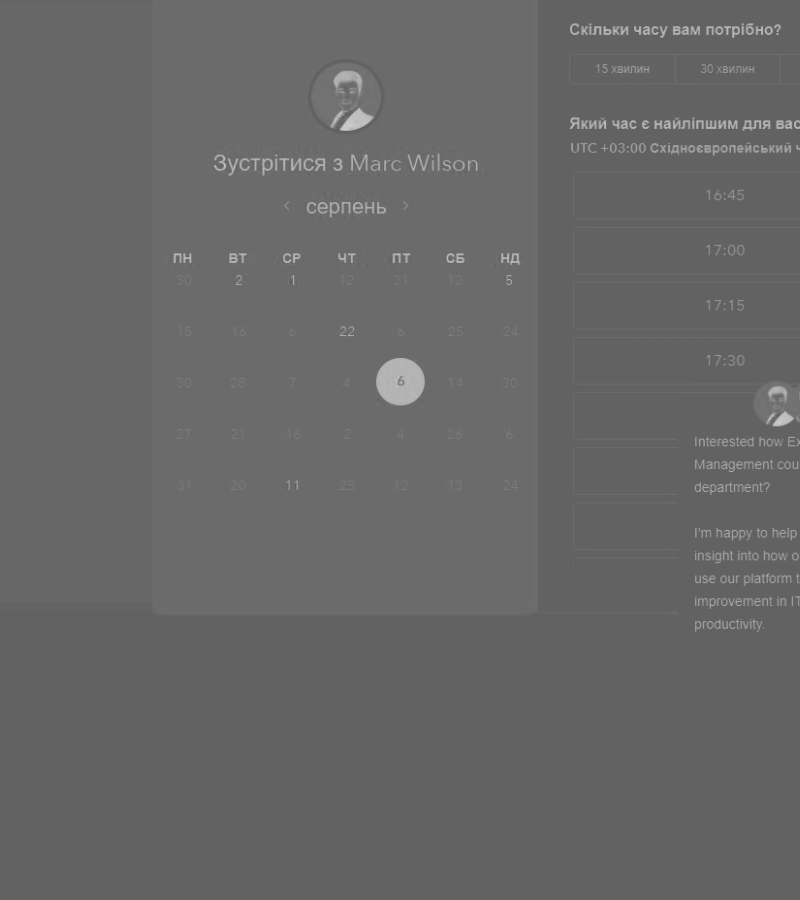 Зустрітися з Marc Wilson
серпень
ПН ВТ СР ЧТ ПТ СБ НД
30 2 1 12 21 12 5
15 16 6 22 6 25 24
30 28 7 4 6 14 30
27 21 16 2 4 26 6
31 20 11 25 12 13 24
Скільки часу вам потрібно?
15 хвилин 30 хвилин
Який час є найліпшим для вас
UTC +03:00 Східноєвропейський ч
16:45
17:00
17:15
17:30
Interested how Ex
Management cou
department?
I'm happy to help
insight into how o
use our platform t
improvement in IT
productivity.